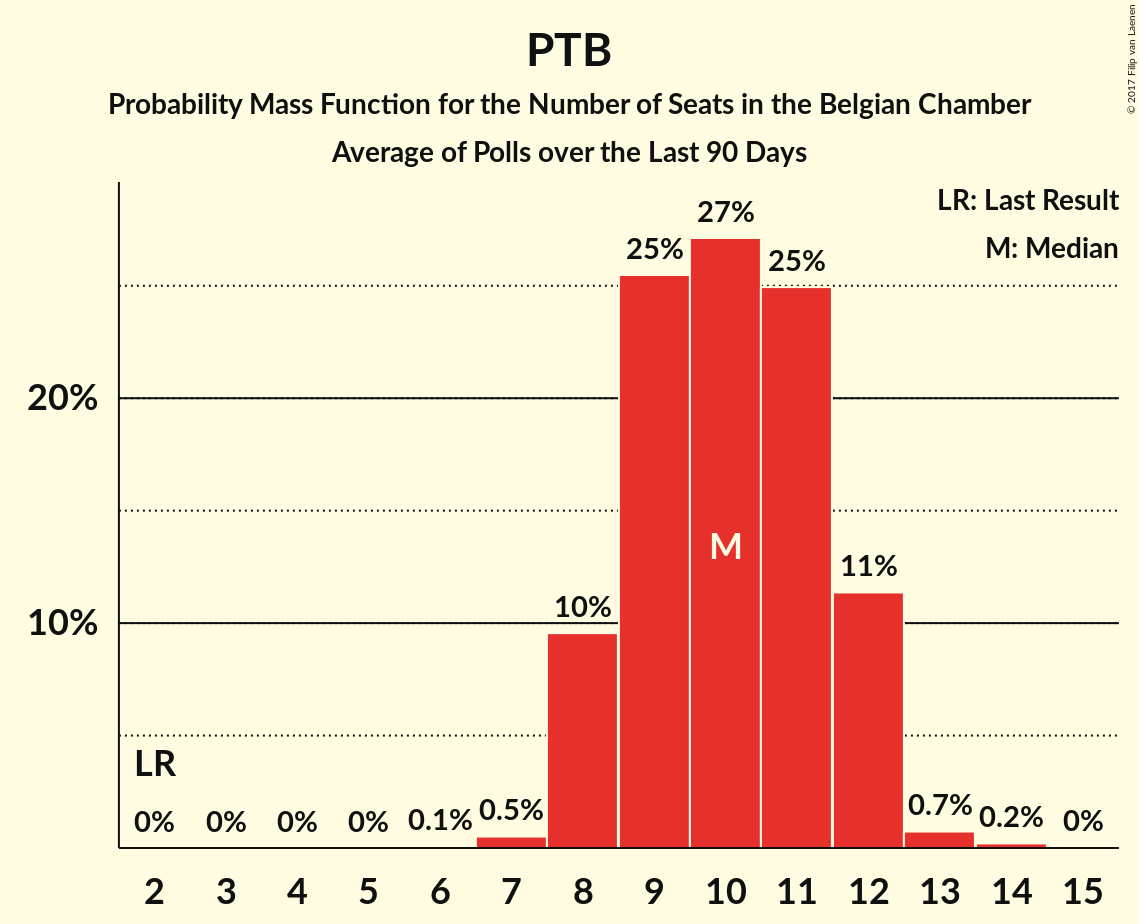 PTB
Probability Mass Function for the Number of Seats in the Belgian Chamber
Average of Polls over the Last 90 Days
© 2017 Filip van Laenen
LR: Last Result
M: Median
27%
25%
25%
20%
M
11%
10%
10%
LR
0%
0%
0%
0%
0.1%
0.5%
0.7%
0.2%
0%
2 3 4 5 6 7 8 9 10 11 12 13 14 15